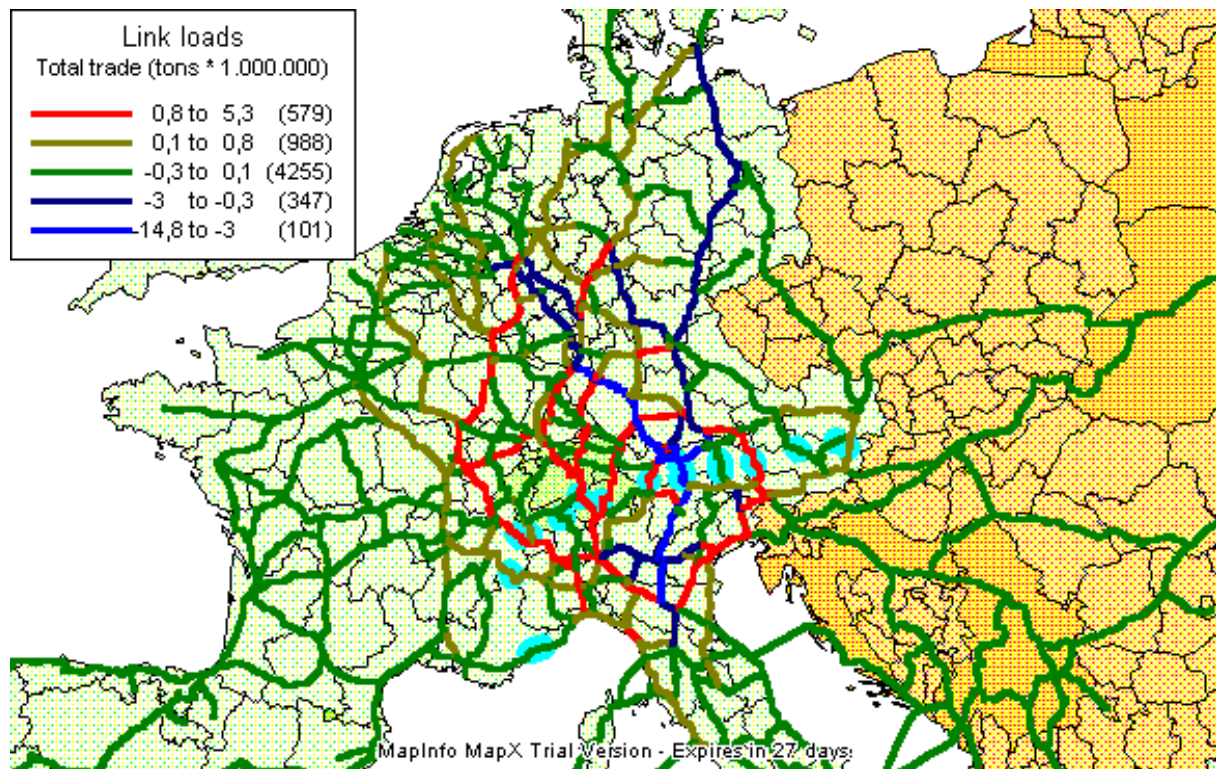 Link loads
Total trade (tons * 1.000.000)
0,8 to 5,3 (579)
0,1 to 0,8 (988)
-0,3 to 0,1 (4255)
-3 to -0,3 (347)
-14,8 to -3 (101)
MapInfo MapX Trial Version - Expires in 27 days.